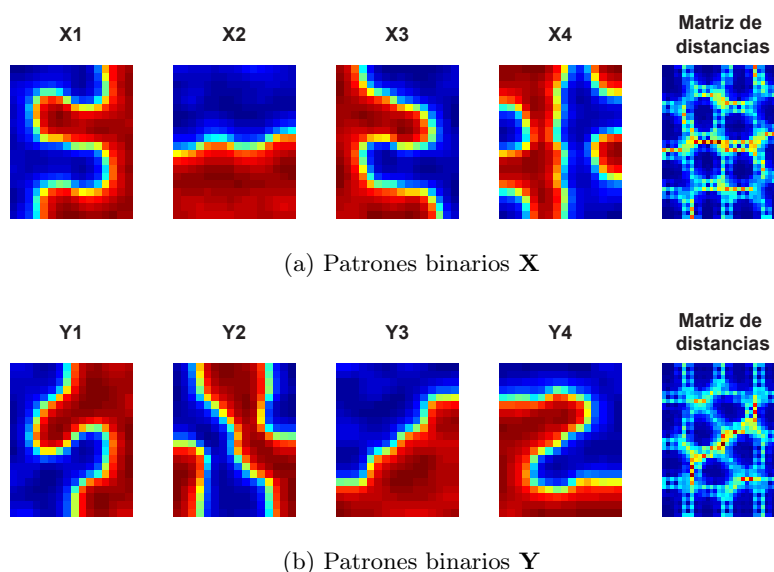 X1 X2 X3 X4 Matriz de distancias
(a) Patrones binarios X
Y1 Y2 Y3 Y4 Matriz de distancias
(b) Patrones binarios Y